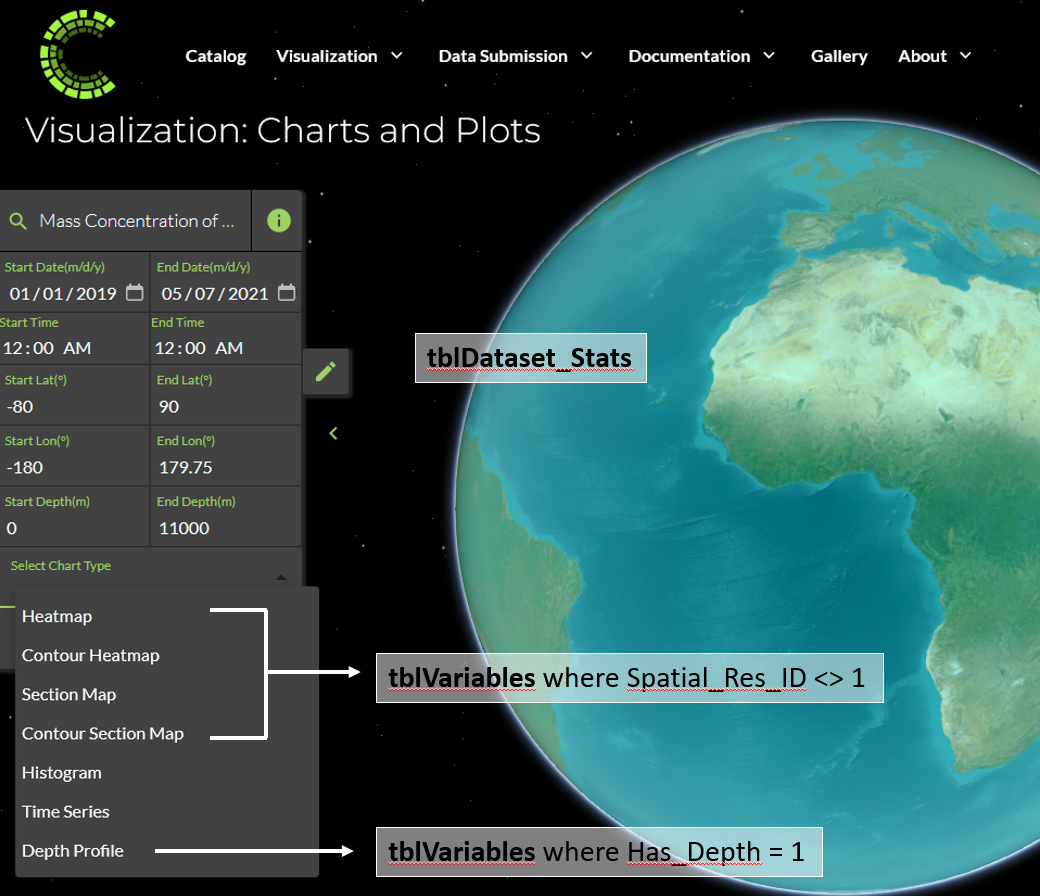 Catalog Visualization Data Submission Documentation Gallery About
Visualization: Charts and Plots
Mass Concentration of ...
Start Date(m/d/y) End Date(m/d/y)
01/01/2019 05/07/2021
Start Time End Time
12:00 AM 12:00 AM
Start Lat(°) End Lat(°)
-80 90
Start Lon(°) End Lon(°)
-180 179.75
Start Depth(m) End Depth(m)
0 11000
Select Chart Type
Heatmap
Contour Heatmap
Section Map
Contour Section Map
Histogram
Time Series
Depth Profile
tblDataset_Stats
tblVariables where Spatial_Res_ID <> 1
tblVariables where Has_Depth = 1